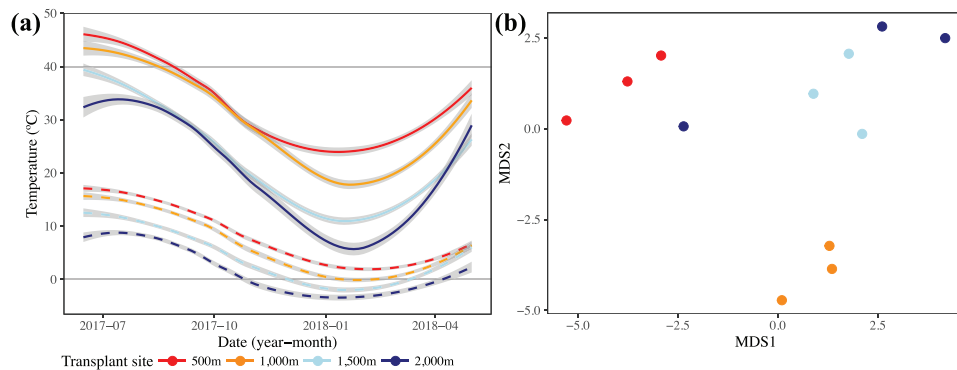 (a)
50
40
30
20
10
0
Temperature (°C)
2017–07
2017–10
2018–01
2018–04
Date (year–month)
Transplant site
500m
1,000m
1,500m
2,000m
(b)
2.5
0.0
-2.5
-5.0
MDS2
-5.0
-2.5
0.0
2.5
MDS1